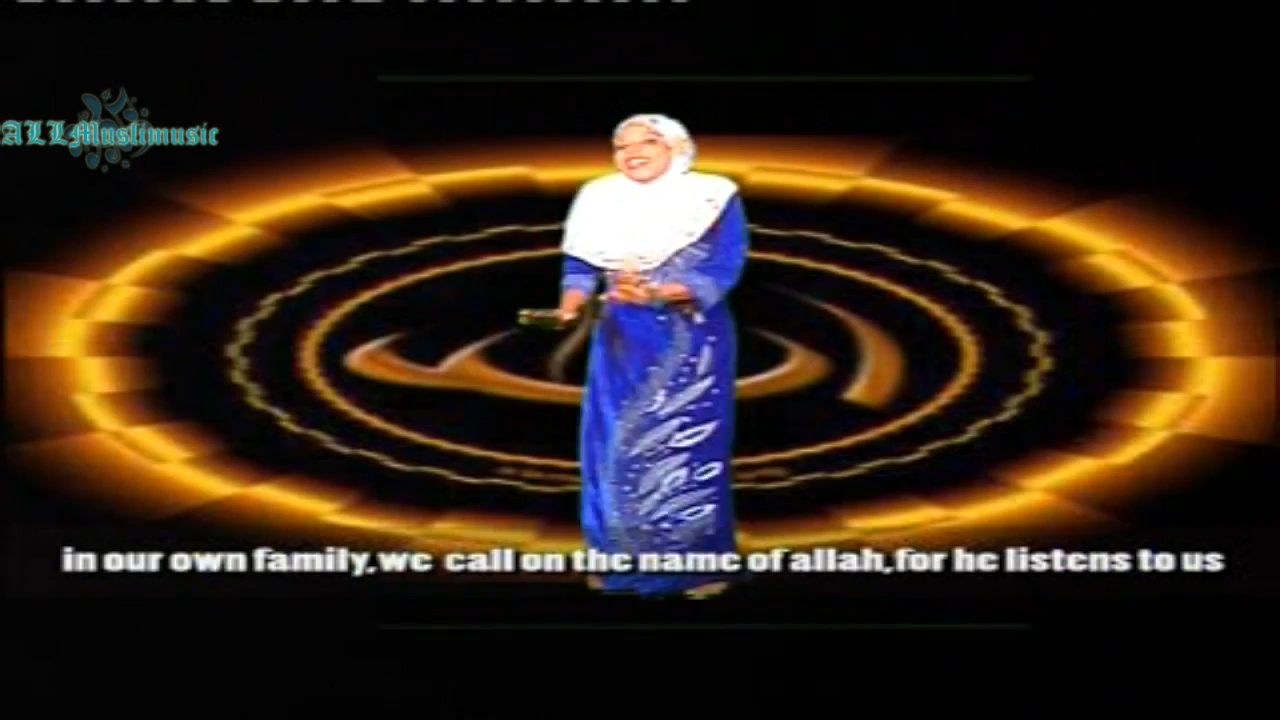 ALLMuslimusic
in our own family,we call on the name of allah,for he listens to us